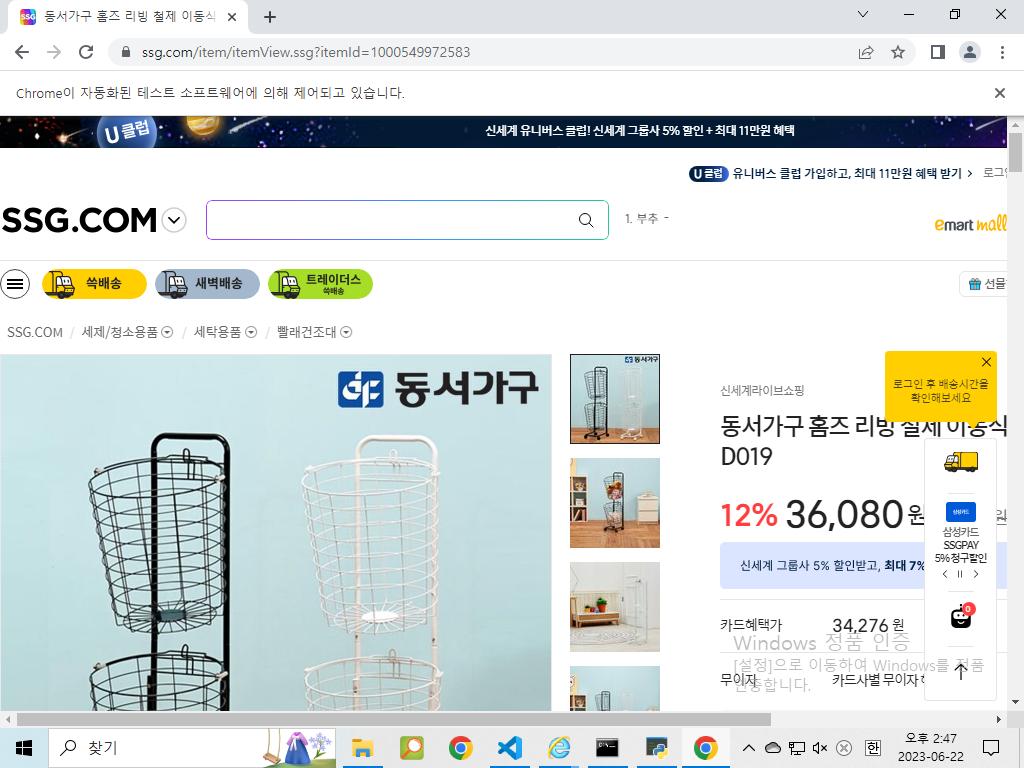 동서가구 홈즈 리빙 철제 이동식
ssg.com/item/itemView.ssg?itemId=1000549972583
Chrome이 자동화된 테스트 소프트웨어에 의해 제어되고 있습니다.
U 클럽
신세계 유니버스 클럽! 신세계 그룹사 5% 할인 + 최대 11만원 혜택
U 클럽 유니버스 클럽 가입하고, 최대 11만원 혜택 받기 >
로그인
SSG.COM
1. 부추 -
emart mall
쓱배송
새벽배송
트레이더스
쓱배송
선물
SSG.COM / 세제/청소용품 / 세탁용품 / 빨래건조대
동서가구
동서가구
신세계라이브쇼핑
로그인 후 배송시간을
확인해보세요
동서가구 홈즈 리빙 철제 이동식
D019
12% 36,080원
신세계 그룹사 5% 할인받고, 최대 7%
삼성카드
삼성카드
SSGPAY
5% 청구할인
0
카드혜택가 34,276 원
무이자 카드사별 무이자
Windows 정품 인증
[설정]으로 이동하여 Windows를 정품
인증합니다.
찾기
한
오후 2:47
2023-06-22